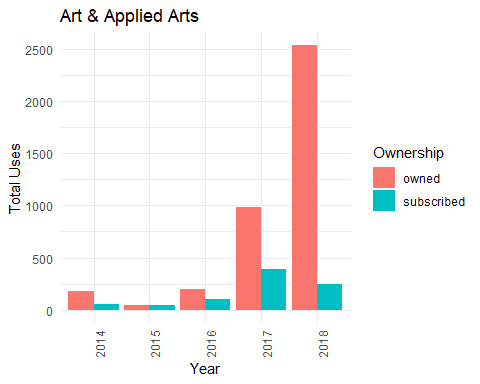 Art & Applied Arts
Total Uses
2500
2000
1500
1000
500
0
2014
2015
2016
2017
2018
Year
Ownership
owned
subscribed